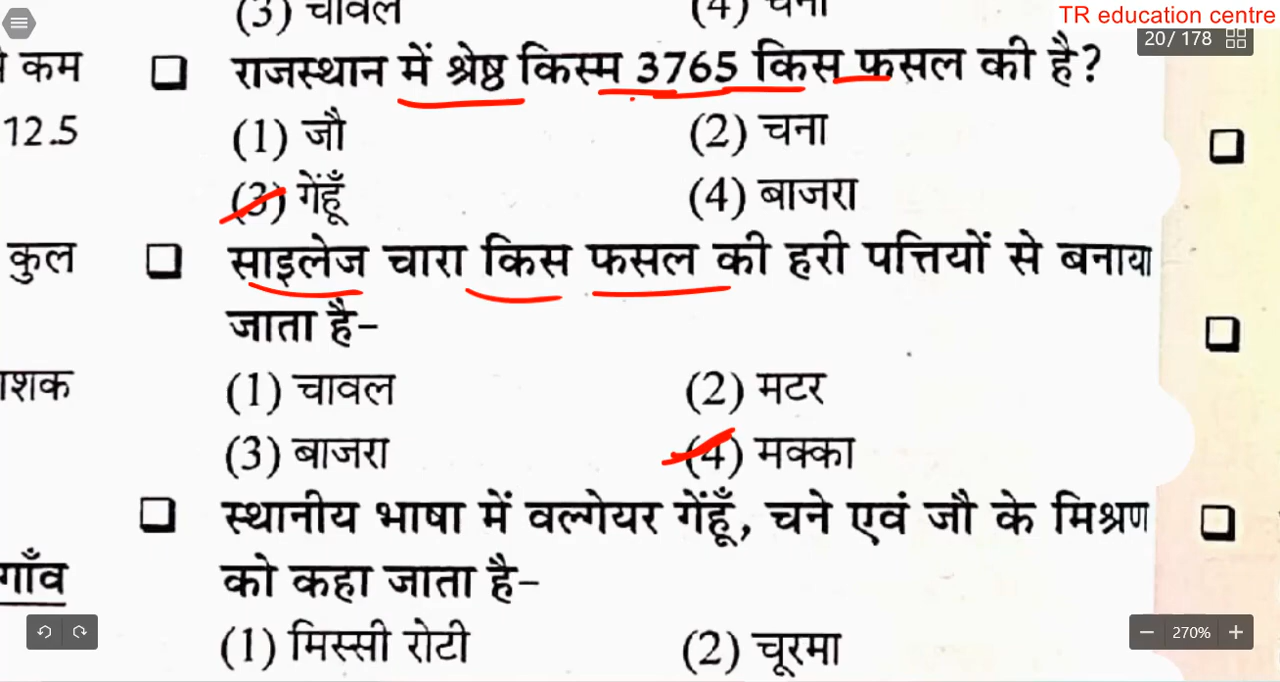 (3) चावल (4) चना
TR education centre
20 / 178
कम
राजस्थान में श्रेष्ठ किस्म 3765 किस फसल की है?
12.5
(1) जौ (2) चना
(3) गेंहूँ (4) बाजरा
कुल
साइलेज चारा किस फसल की हरी पत्तियों से बनाया
जाता है-
शक
(1) चावल (2) मटर
(3) बाजरा (4) मक्का
स्थानीय भाषा में वल्गेयर गेंहूँ, चने एवं जौ के मिश्रण
गाँव
को कहा जाता है-
(1) मिस्सी रोटी (2) चूरमा
270%